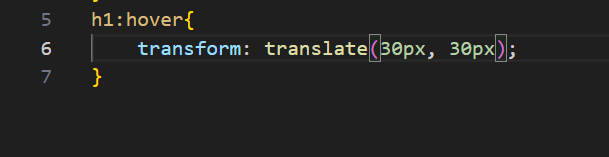 5 h1:hover{
6 transform: translate(30px, 30px);
7 }